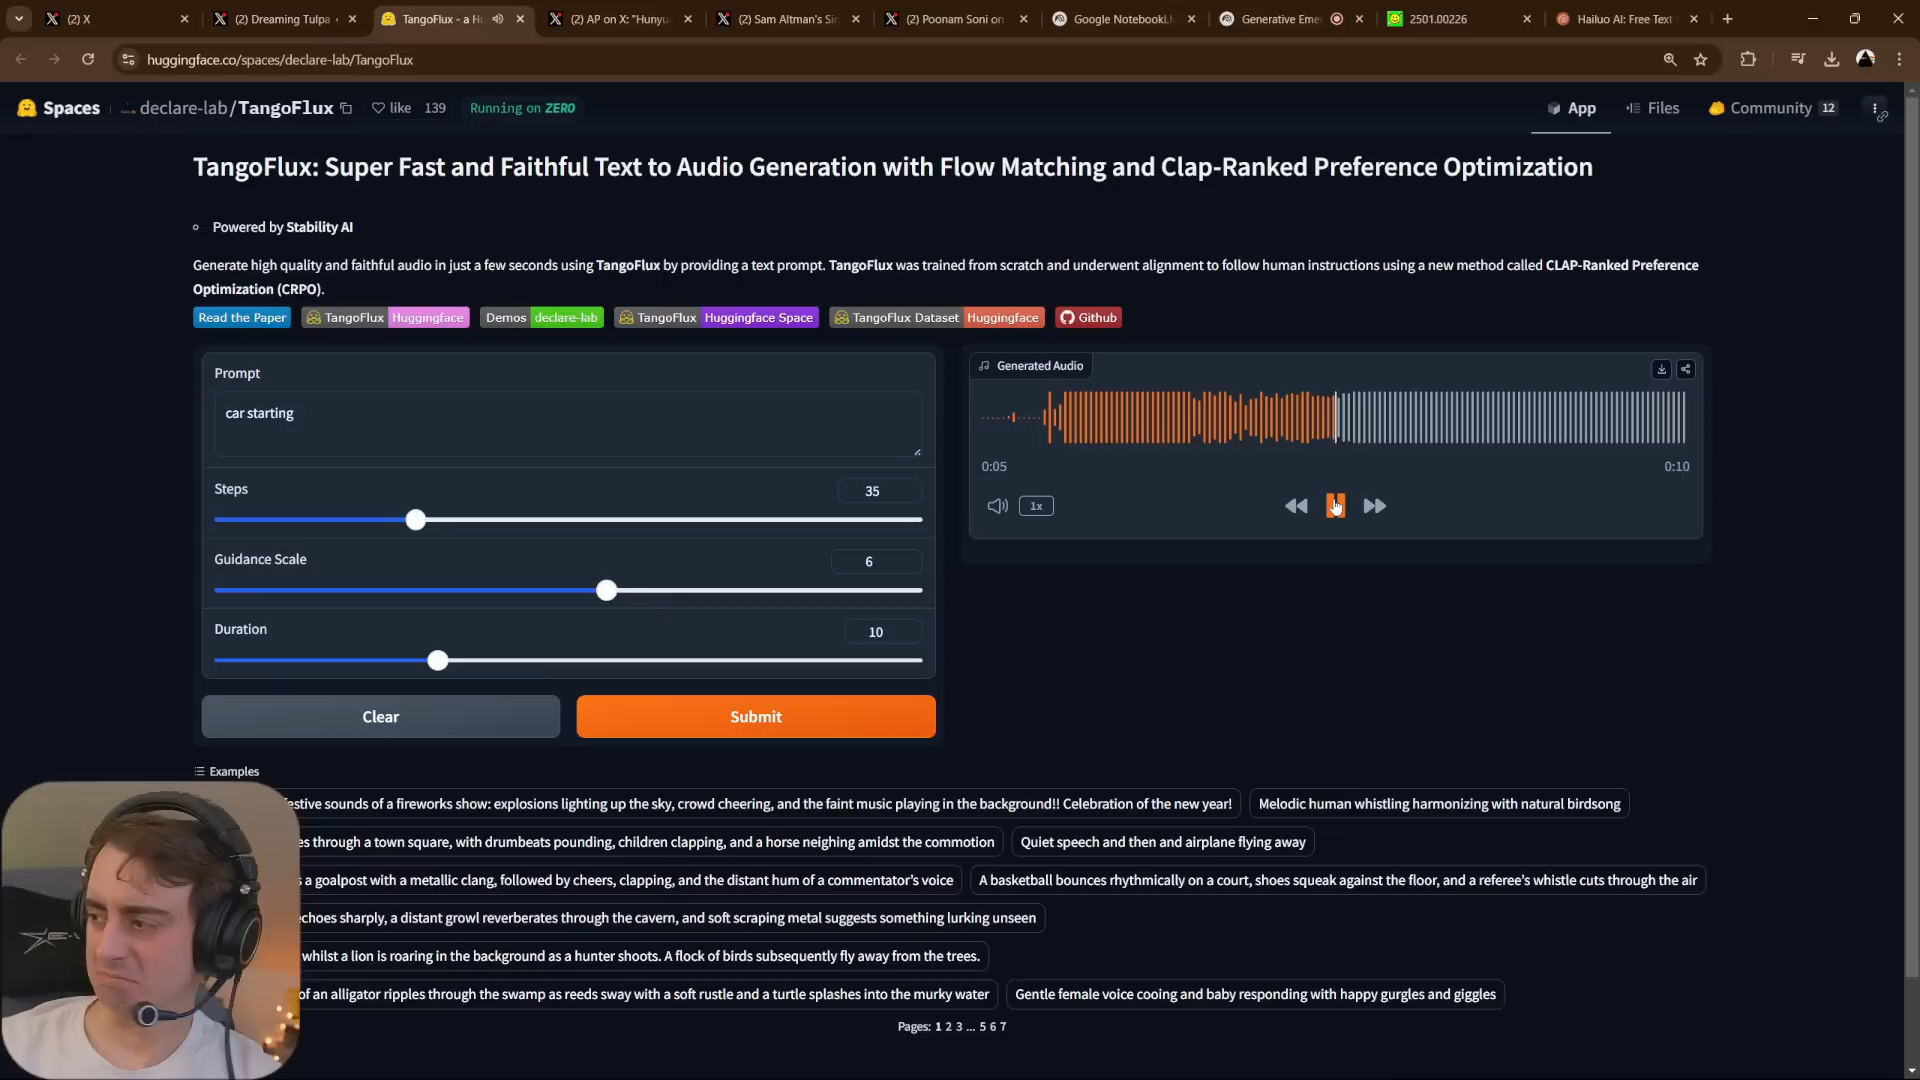 (2) X
(2) Dreaming Tulpa
TangoFlux - a Hu
(2) AP on X: "Hunyu
(2) Sam Altman's Sin
(2) Poonam Soni on
Google NotebookL
Generative Eme
2501.00226
Hailuo AI: Free Text
huggingface.co/spaces/declare-lab/TangoFlux
Spaces
declare-lab/TangoFlux
like 139
Running on ZERO
App
Files
Community 12
TangoFlux: Super Fast and Faithful Text to Audio Generation with Flow Matching and Clap-Ranked Preference Optimization
Powered by Stability AI
Generate high quality and faithful audio in just a few seconds using TangoFlux by providing a text prompt. TangoFlux was trained from scratch and underwent alignment to follow human instructions using a new method called CLAP-Ranked Preference
Optimization (CRPO).
Read the Paper
TangoFlux Huggingface
Demos declare-lab
TangoFlux Huggingface Space
TangoFlux Dataset Huggingface
Github
Prompt
car starting
Steps
35
Guidance Scale
6
Duration
10
Clear
Submit
Generated Audio
0:05
0:10
1x
Examples
estive sounds of a fireworks show: explosions lighting up the sky, crowd cheering, and the faint music playing in the background!! Celebration of the new year!
Melodic human whistling harmonizing with natural birdsong
es through a town square, with drumbeats pounding, children clapping, and a horse neighing amidst the commotion
Quiet speech and then and airplane flying away
s a goalpost with a metallic clang, followed by cheers, clapping, and the distant hum of a commentator's voice
A basketball bounces rhythmically on a court, shoes squeak against the floor, and a referee's whistle cuts through the air
echoes sharply, a distant growl reverberates through the cavern, and soft scraping metal suggests something lurking unseen
whilst a lion is roaring in the background as a hunter shoots. A flock of birds subsequently fly away from the trees.
of an alligator ripples through the swamp as reeds sway with a soft rustle and a turtle splashes into the murky water
Gentle female voice cooing and baby responding with happy gurgles and giggles
Pages: 1 2 3 ... 5 6 7